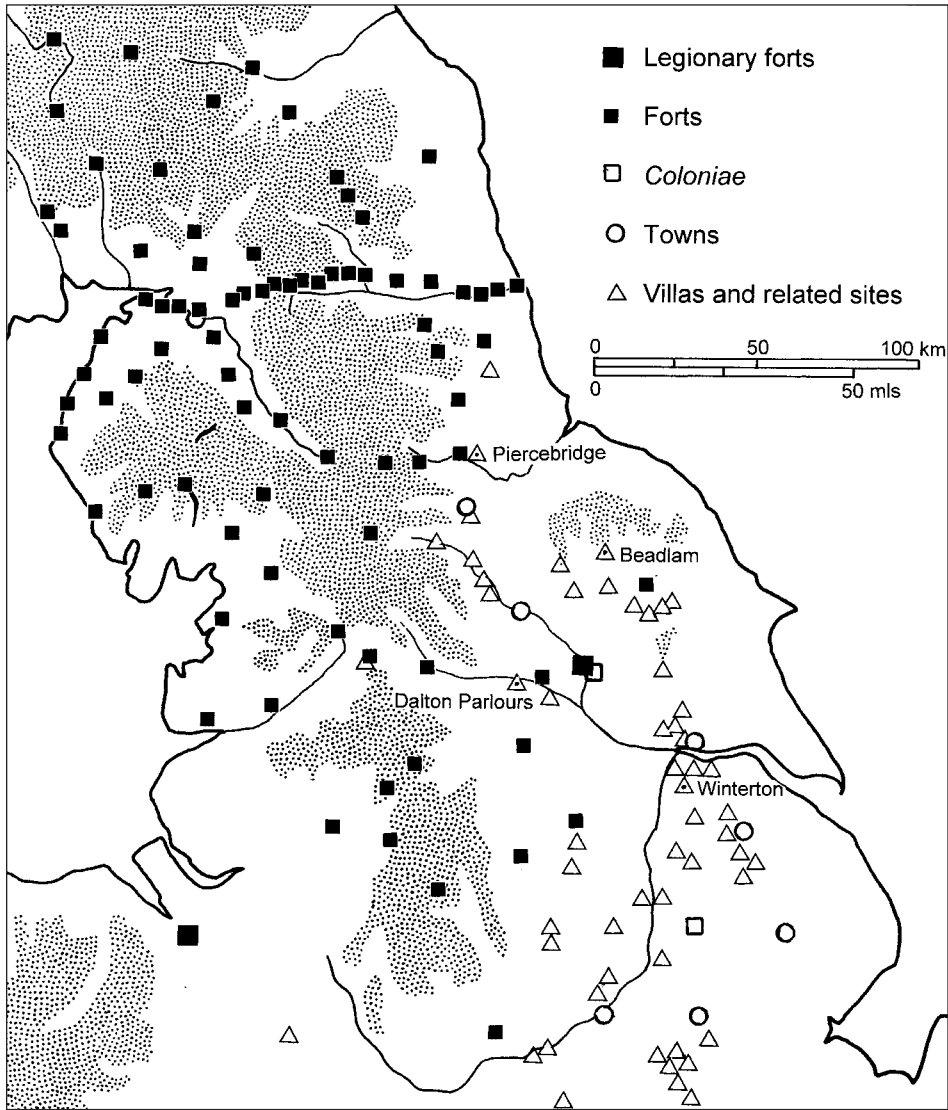 Legionary forts
Forts
Coloniae
Towns
Villas and related sites
0 50 100 km
0 50 mls
Piercebridge
Beadlam
Dalton Parlours
Winterton